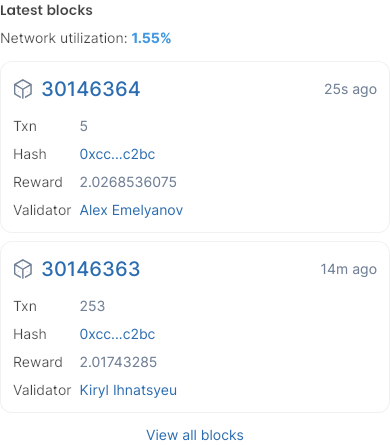 Latest blocks
Network utilization: 1.55%
30146364 25s ago
Txn 5
Hash 0xcc...c2bc
Reward 2.0268536075
Validator Alex Emelyanov
30146363 14m ago
Txn 253
Hash 0xcc...c2bc
Reward 2.01743285
Validator Kiryl Ihnatsyeu
View all blocks